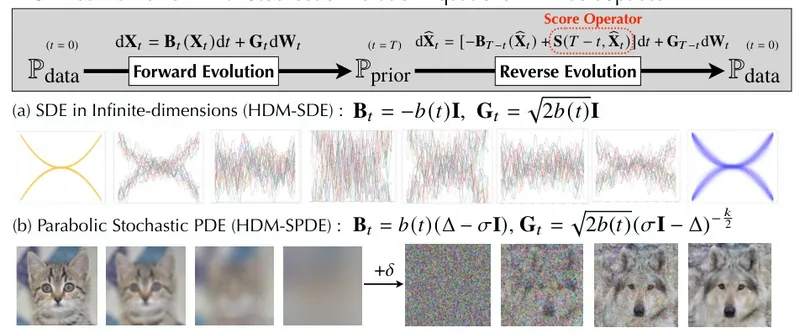 Score Operator
(t = 0) dX_t = B_t(X_t)dt + G_t dW_t (t = T) dX̂_t = [−B_{T−t}(X̂_t) + S(T − t, X̂_t)]dt + G_{T−t}dW_t (t = 0)
ℙ_data Forward Evolution ℙ_prior Reverse Evolution ℙ_data
(a) SDE in Infinite-dimensions (HDM-SDE) : B_t = −b(t)I, G_t = √2b(t)I
(b) Parabolic Stochastic PDE (HDM-SPDE) : B_t = b(t)(Δ − σI), G_t = √2b(t)(σI − Δ)^{−k/2}
+δ